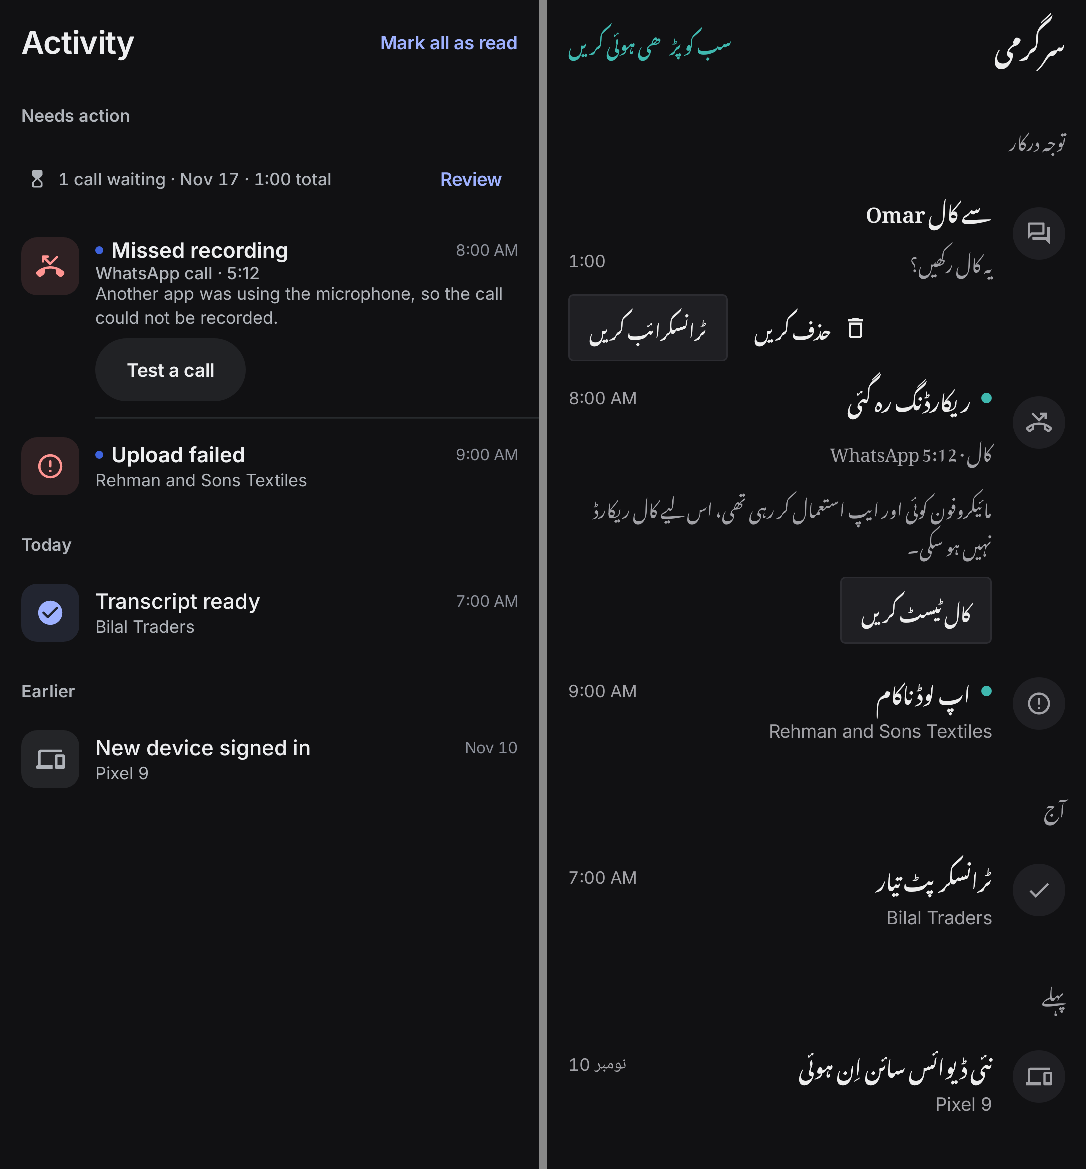 Activity
Mark all as read
Needs action
1 call waiting · Nov 17 · 1:00 total
Review
Missed recording
8:00 AM
WhatsApp call · 5:12
Another app was using the microphone, so the call
could not be recorded.
Test a call
Upload failed
9:00 AM
Rehman and Sons Textiles
Today
Transcript ready
7:00 AM
Bilal Traders
Earlier
New device signed in
Nov 10
Pixel 9
سرگرمی
سب کو پڑھی ہوئی کریں
توجہ درکار
Omar سے کال
یہ کال رکھیں؟
1:00
حذف کریں
ٹرانسکرائب کریں
ریکارڈنگ رہ گئی
8:00 AM
WhatsApp کال · 5:12
مائیکروفون کوئی اور ایپ استعمال کر رہی تھی، اس لیے کال ریکارڈ
نہیں ہو سکی۔
کال ٹیسٹ کریں
اپ لوڈ ناکام
9:00 AM
Rehman and Sons Textiles
آج
ٹرانسکرپٹ تیار
7:00 AM
Bilal Traders
پہلے
نئی ڈیوائس سائن اِن ہوئی
10 نومبر
Pixel 9